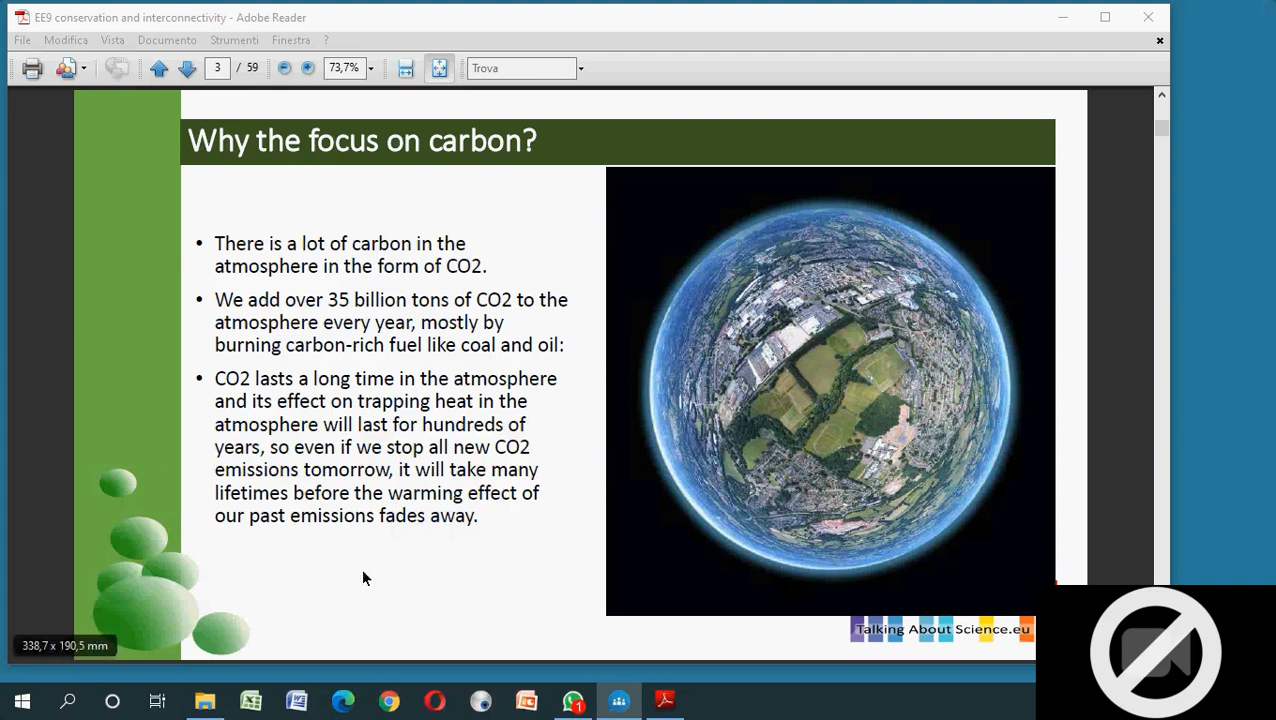 EE9 conservation and interconnectivity - Adobe Reader
File Modifica Vista Documento Strumenti Finestra ?
3 / 59 73,7% Trova
Why the focus on carbon?
• There is a lot of carbon in the
atmosphere in the form of CO2.
• We add over 35 billion tons of CO2 to the
atmosphere every year, mostly by
burning carbon-rich fuel like coal and oil:
• CO2 lasts a long time in the atmosphere
and its effect on trapping heat in the
atmosphere will last for hundreds of
years, so even if we stop all new CO2
emissions tomorrow, it will take many
lifetimes before the warming effect of
our past emissions fades away.
Talking About Science.eu
338,7 x 190,5 mm
1